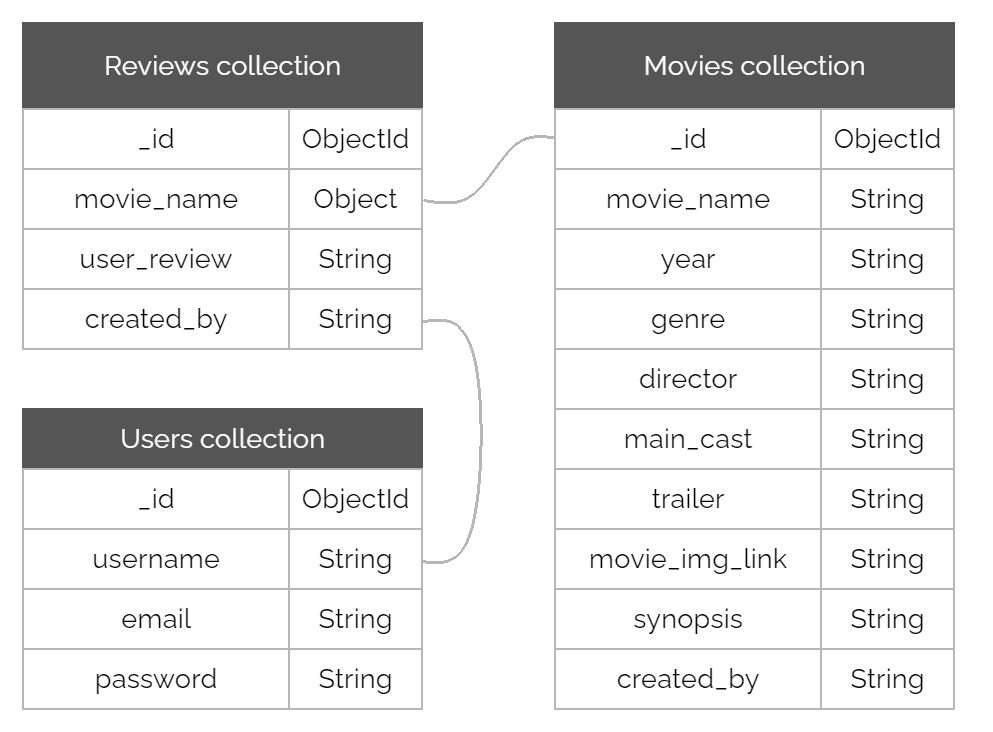 Reviews collection
_id ObjectId
movie_name Object
user_review String
created_by String
Users collection
_id ObjectId
username String
email String
password String
Movies collection
_id ObjectId
movie_name String
year String
genre String
director String
main_cast String
trailer String
movie_img_link String
synopsis String
created_by String